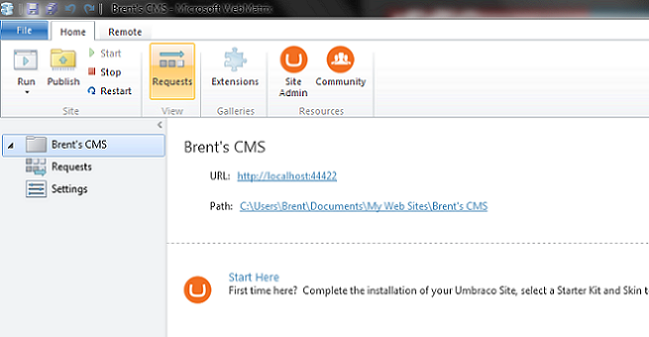 Brent's CMS - Microsoft WebMatrix
File Home Remote
Run
Publish
Start
Stop
Restart
Requests
Extensions
Site Admin
Community
Site
View
Galleries
Resources
Brent's CMS
Requests
Settings
Brent's CMS
URL: http://localhost:44422
Path: C:\Users\Brent\Documents\My Web Sites\Brent's CMS
Start Here
First time here? Complete the installation of your Umbraco Site, select a Starter Kit and Skin t